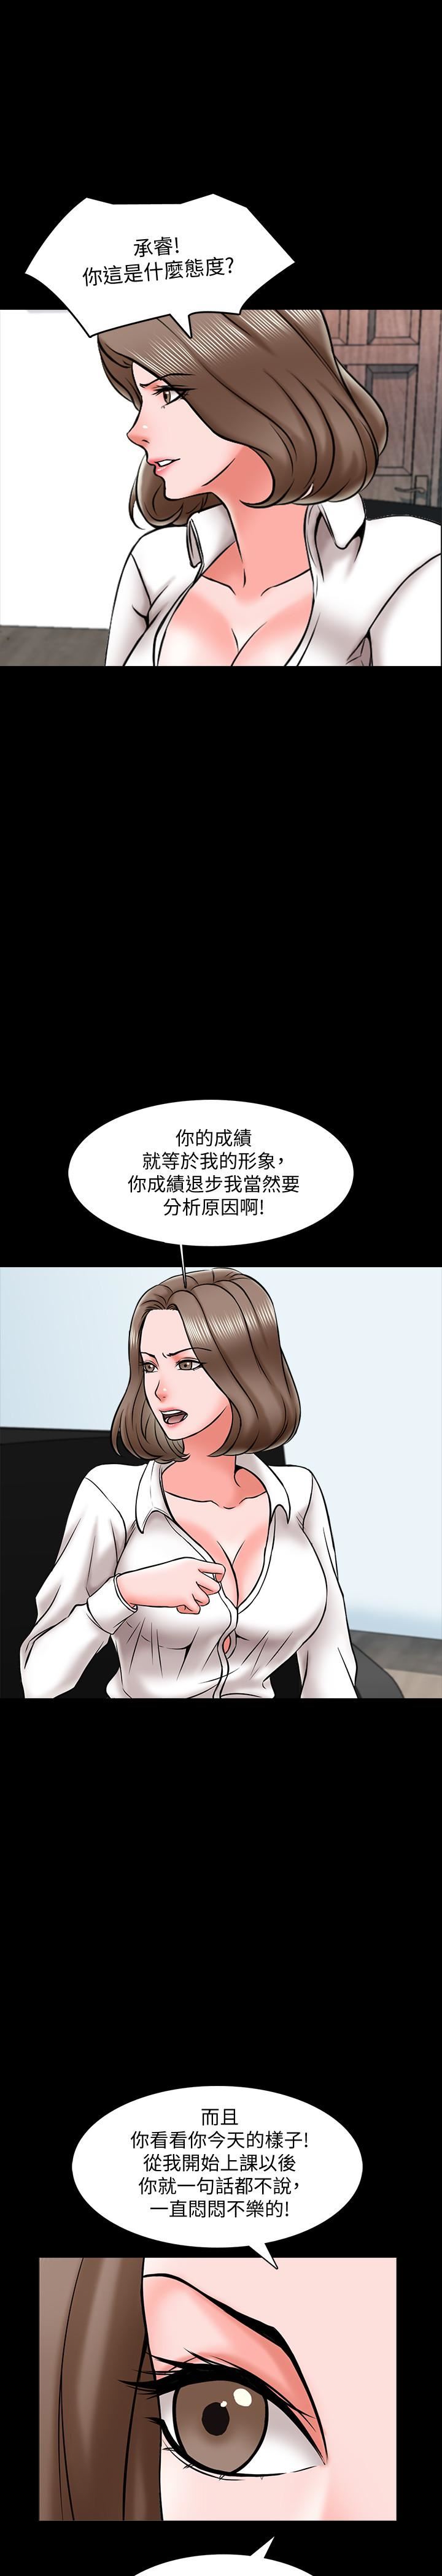 承睿!
你這是什麼態度?
你的成績
就等於我的形象，
你成績退步我當然要
分析原因啊!
而且
你看看你今天的樣子!
從我開始上課以後
你就一句話都不說，
一直悶悶不樂的!